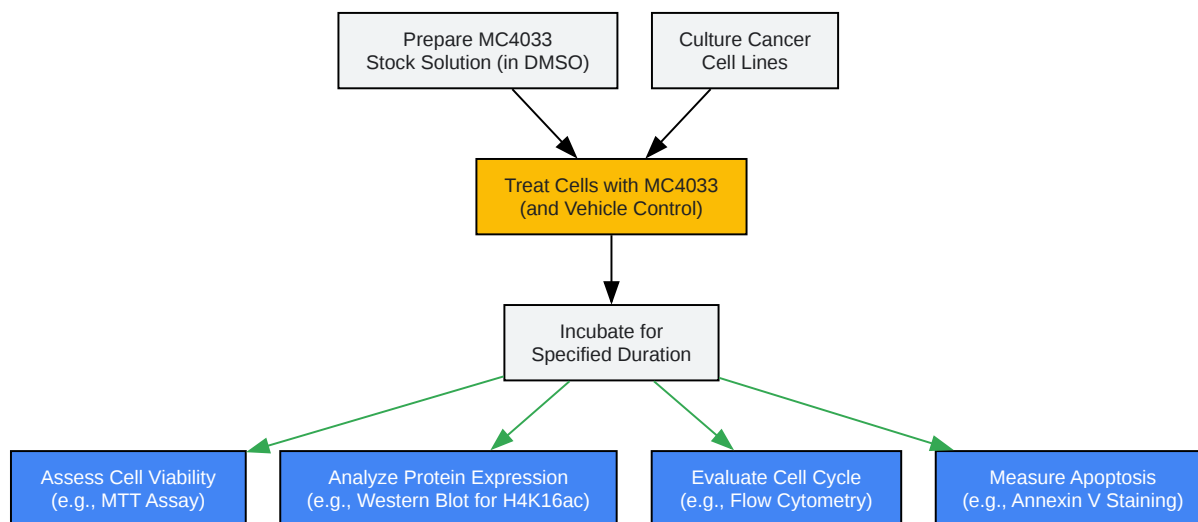 Prepare MC4033
Stock Solution (in DMSO)
Culture Cancer
Cell Lines
Treat Cells with MC4033
(and Vehicle Control)
Incubate for
Specified Duration
Assess Cell Viability
(e.g., MTT Assay)
Analyze Protein Expression
(e.g., Western Blot for H4K16ac)
Evaluate Cell Cycle
(e.g., Flow Cytometry)
Measure Apoptosis
(e.g., Annexin V Staining)